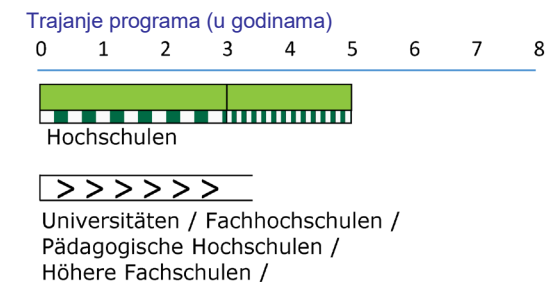 Trajanje programa (u godinama)
0 1 2 3 4 5 6 7 8
Hochschulen
> > > > > >
Universitäten / Fachhochschulen /
Pädagogische Hochschulen /
Höhere Fachschulen /